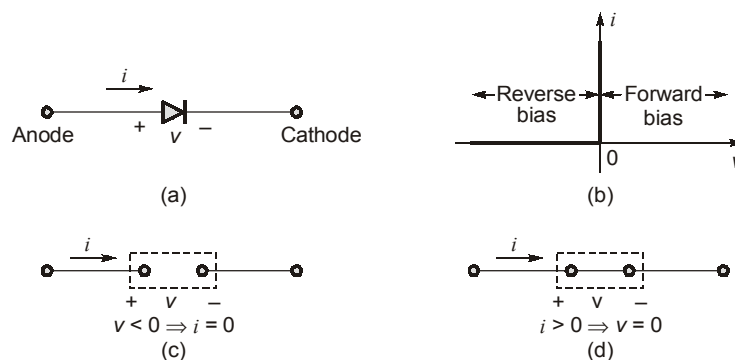 i
Anode
+ v –
Cathode
(a)
i
Reverse bias
Forward bias
0
v
(b)
i
+ v –
v < 0 ⇒ i = 0
(c)
i
+ v –
i > 0 ⇒ v = 0
(d)